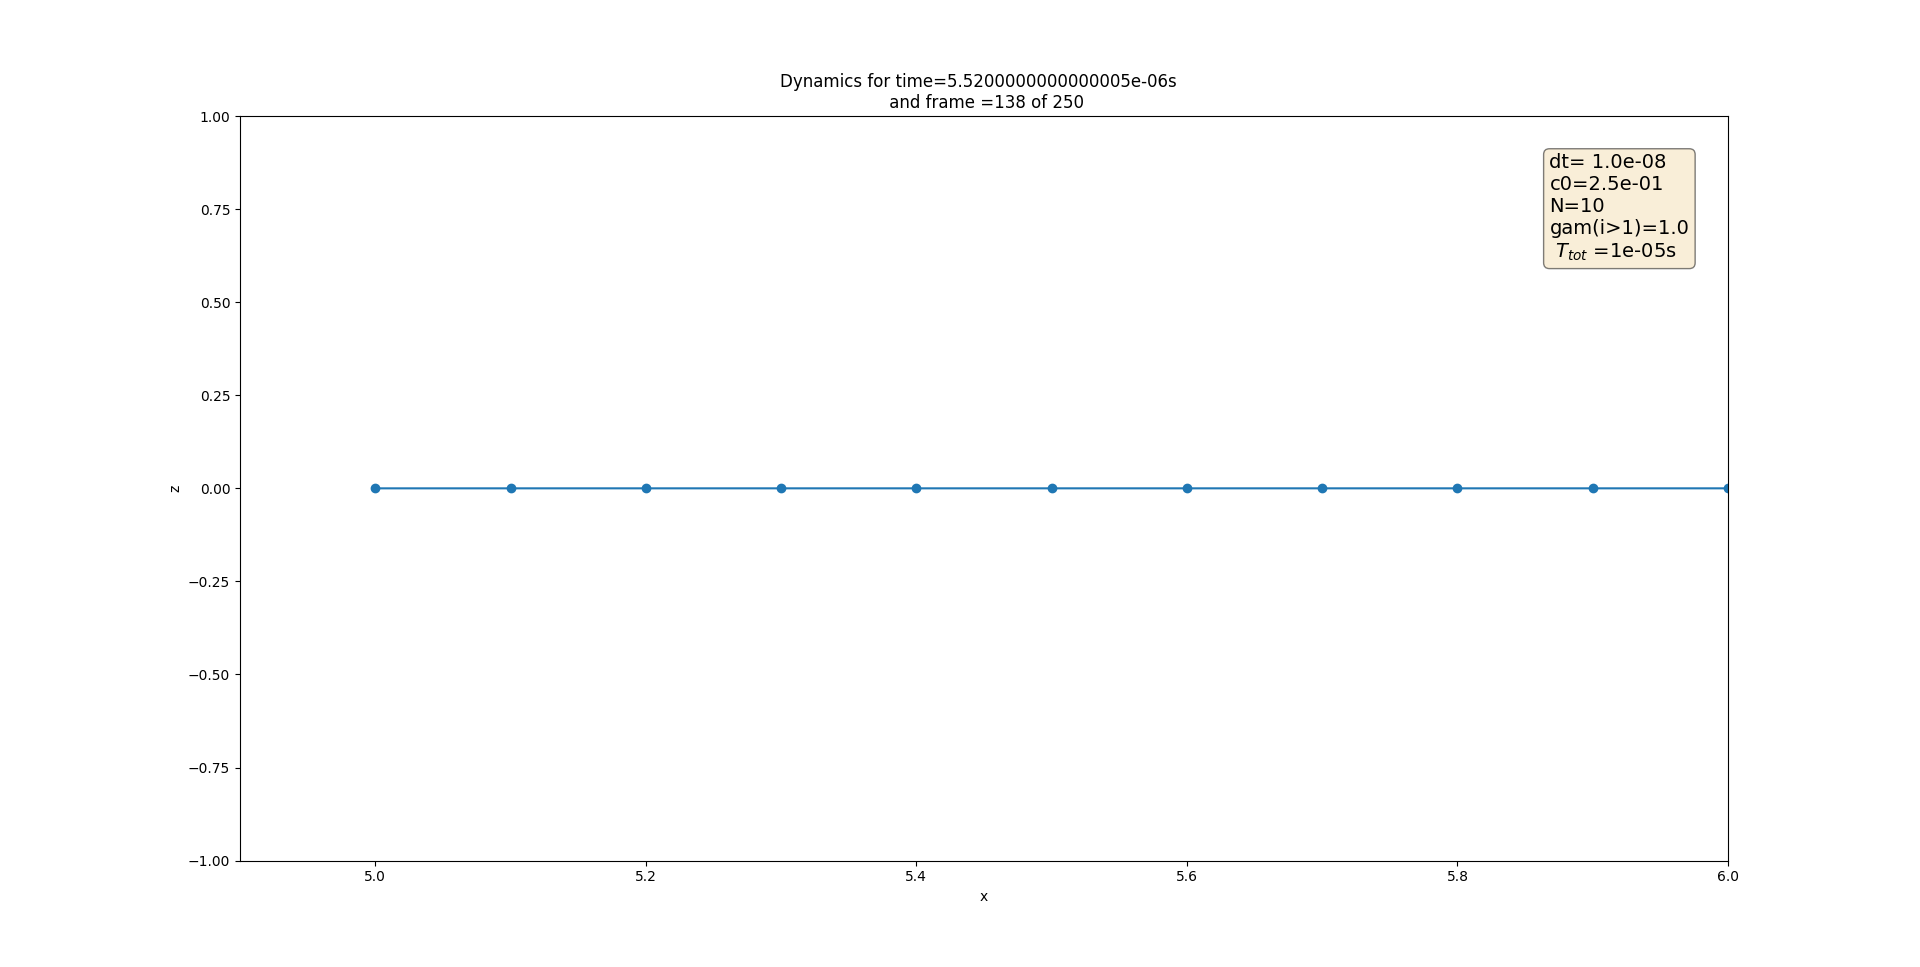 Dynamics for time=5.5200000000000005e-06s
and frame =138 of 250
1.00
0.75
0.50
0.25
0.00
−0.25
−0.50
−0.75
−1.00
z
dt= 1.0e-08
c0=2.5e-01
N=10
gam(i>1)=1.0
T_tot =1e-05s
5.0 5.2 5.4 5.6 5.8 6.0
x